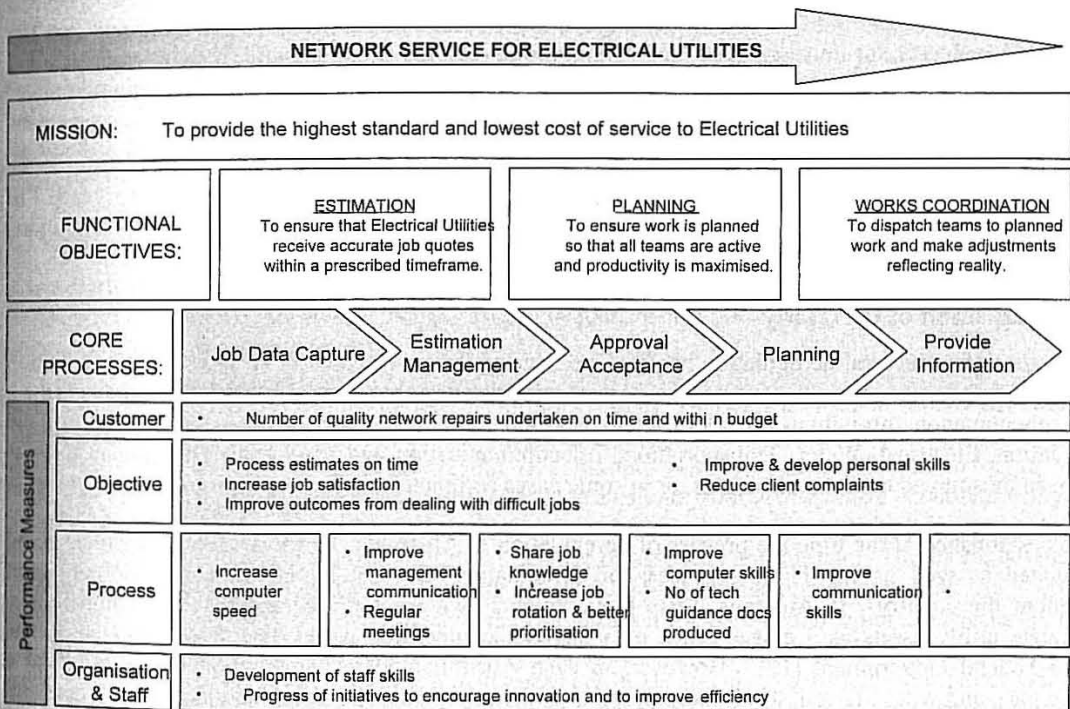 NETWORK SERVICE FOR ELECTRICAL UTILITIES
MISSION: To provide the highest standard and lowest cost of service to Electrical Utilities
FUNCTIONAL
OBJECTIVES:
ESTIMATION
To ensure that Electrical Utilities
receive accurate job quotes
within a prescribed timeframe.
PLANNING
To ensure work is planned
so that all teams are active
and productivity is maximised.
WORKS COORDINATION
To dispatch teams to planned
work and make adjustments
reflecting reality.
CORE
PROCESSES:
Job Data Capture
Estimation
Management
Approval
Acceptance
Planning
Provide
Information
Performance Measures
Customer
• Number of quality network repairs undertaken on time and withi n budget
Objective
• Process estimates on time
• Increase job satisfaction
• Improve outcomes from dealing with difficult jobs
• Improve & develop personal skills
• Reduce client complaints
Process
• Increase
computer
speed
• Improve
management
communication
• Regular
meetings
• Share job
knowledge
• Increase job
rotation & better
prioritisation
• Improve
computer skills
• No of tech
guidance docs
produced
• Improve
communication
skills
•
Organisation
& Staff
• Development of staff skills
• Progress of initiatives to encourage innovation and to improve efficiency